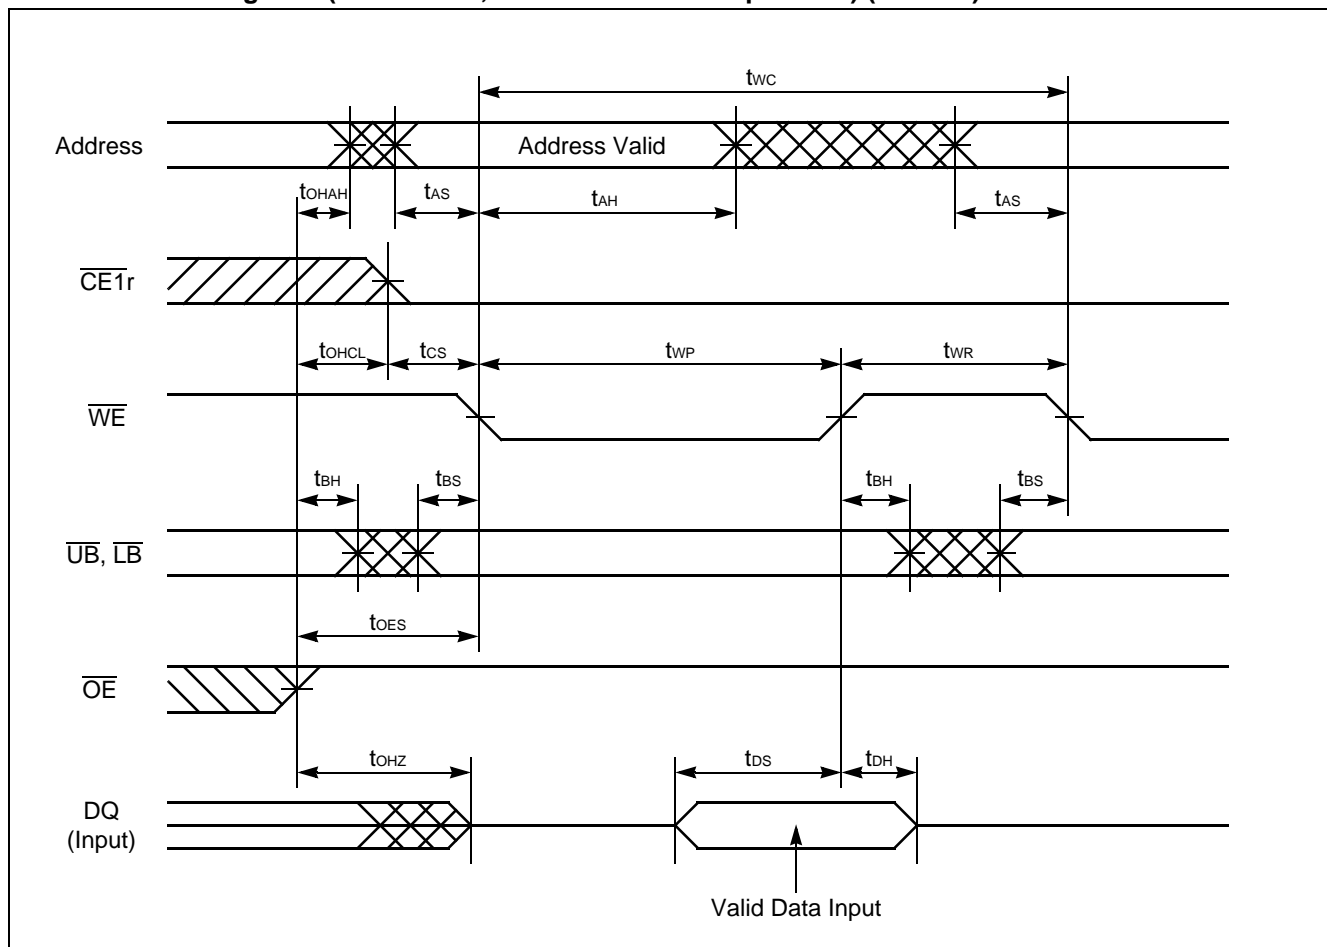 tWC
Address
Address Valid
tOHAH
tAS
tAH
tAS
CE1r
tOHCL
tCS
tWP
tWR
WE
tBH
tBS
tBH
tBS
UB, LB
tOES
OE
tOHZ
tDS
tDH
DQ
(Input)
Valid Data Input